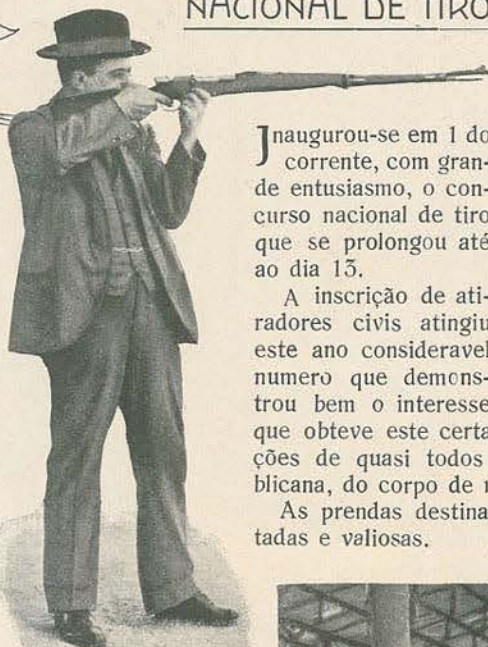 NACIONAL DE TIRO
Inaugurou-se em 1 do
corrente, com gran-
de entusiasmo, o con-
curso nacional de tiro
que se prolongou até
ao dia 13.
A inscrição de ati-
radores civis atingiu
este ano consideravel
numero que demons-
trou bem o interesse
que obteve este certa
ções de quasi todos
blicana, do corpo de
As prendas destina
tadas e valiosas.